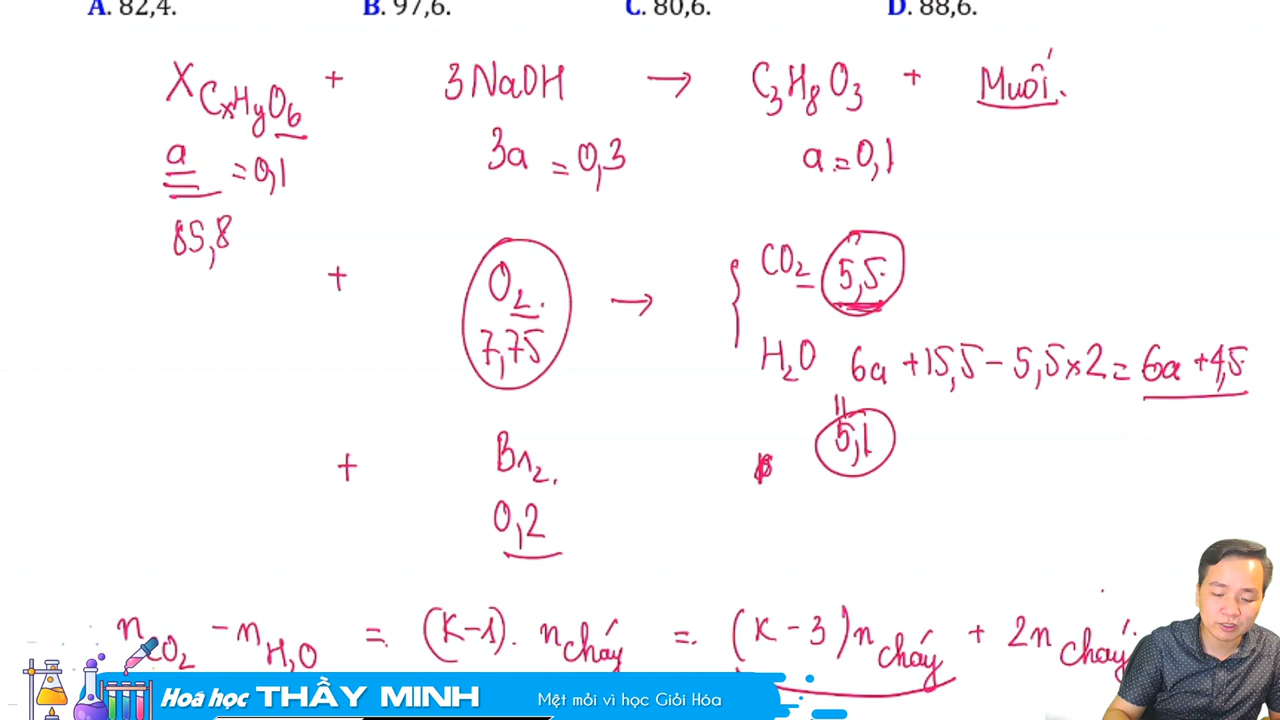 A. 82,4. B. 97,6. C. 80,6. D. 88,6.
X CxHyO6 + 3NaOH → C3H8O3 + Muối.
a = 0,1 3a = 0,3 a = 0,1
85,8
+ O2. → { CO2 5,5
7,75
H2O 6a + 15,5 - 5,5x2 = 6a + 4,5
5,1
+ Br2.
0,2
nCO2 - nH2O = (K-1). ncháy = (K-3)ncháy + 2ncháy
Hoá học THẦY MINH Mệt mỏi vì học Giỏi Hóa